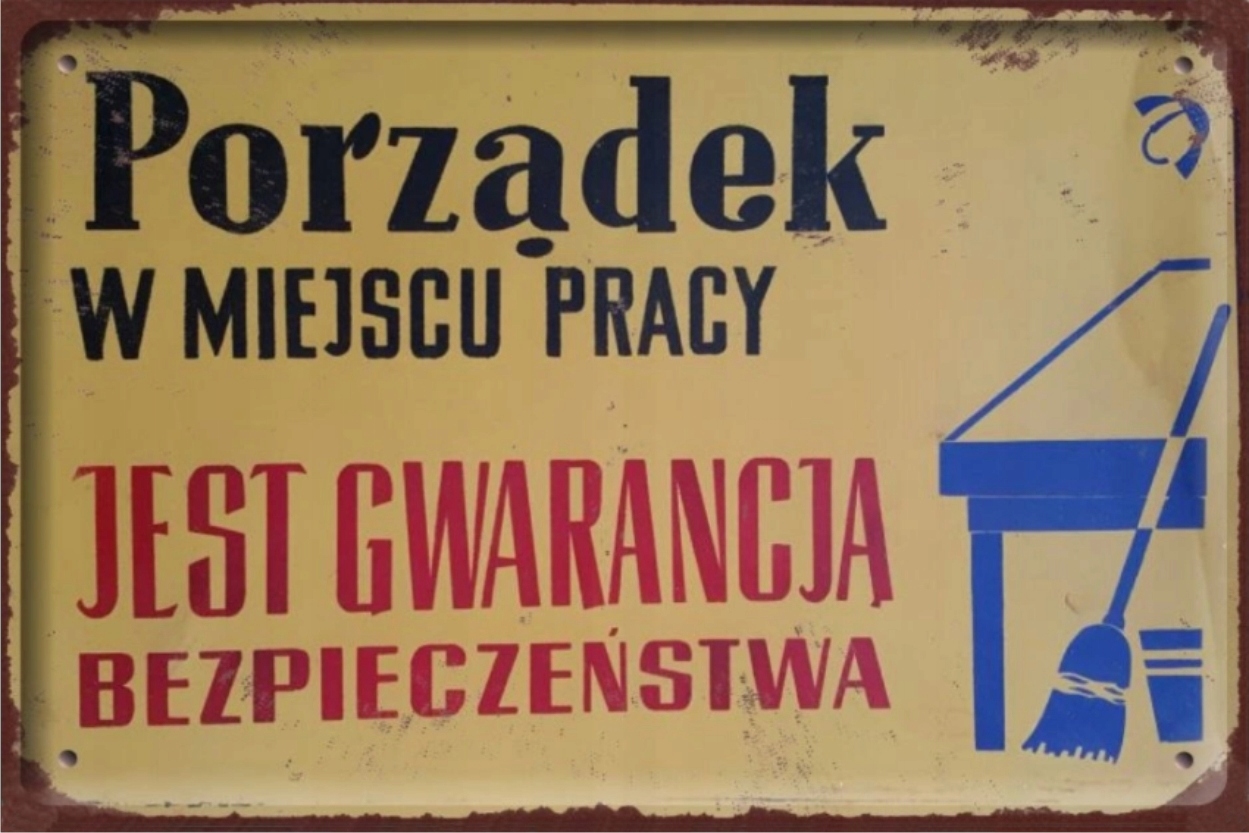 Porządek
W MIEJSCU PRACY
JEST GWARANCJĄ
BEZPIECZEŃSTWA